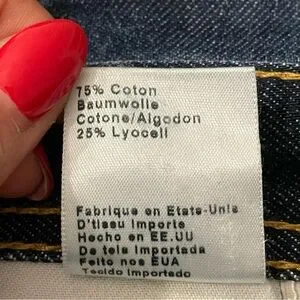 75% Coton
Baumwolle
Cotone/Algodon
25% Lyocell
Fabrique en Etats-Unis
D'tissu Importe
Hecho en EE.UU
De tela Importada
Feito nos EUA
Tecido Importado